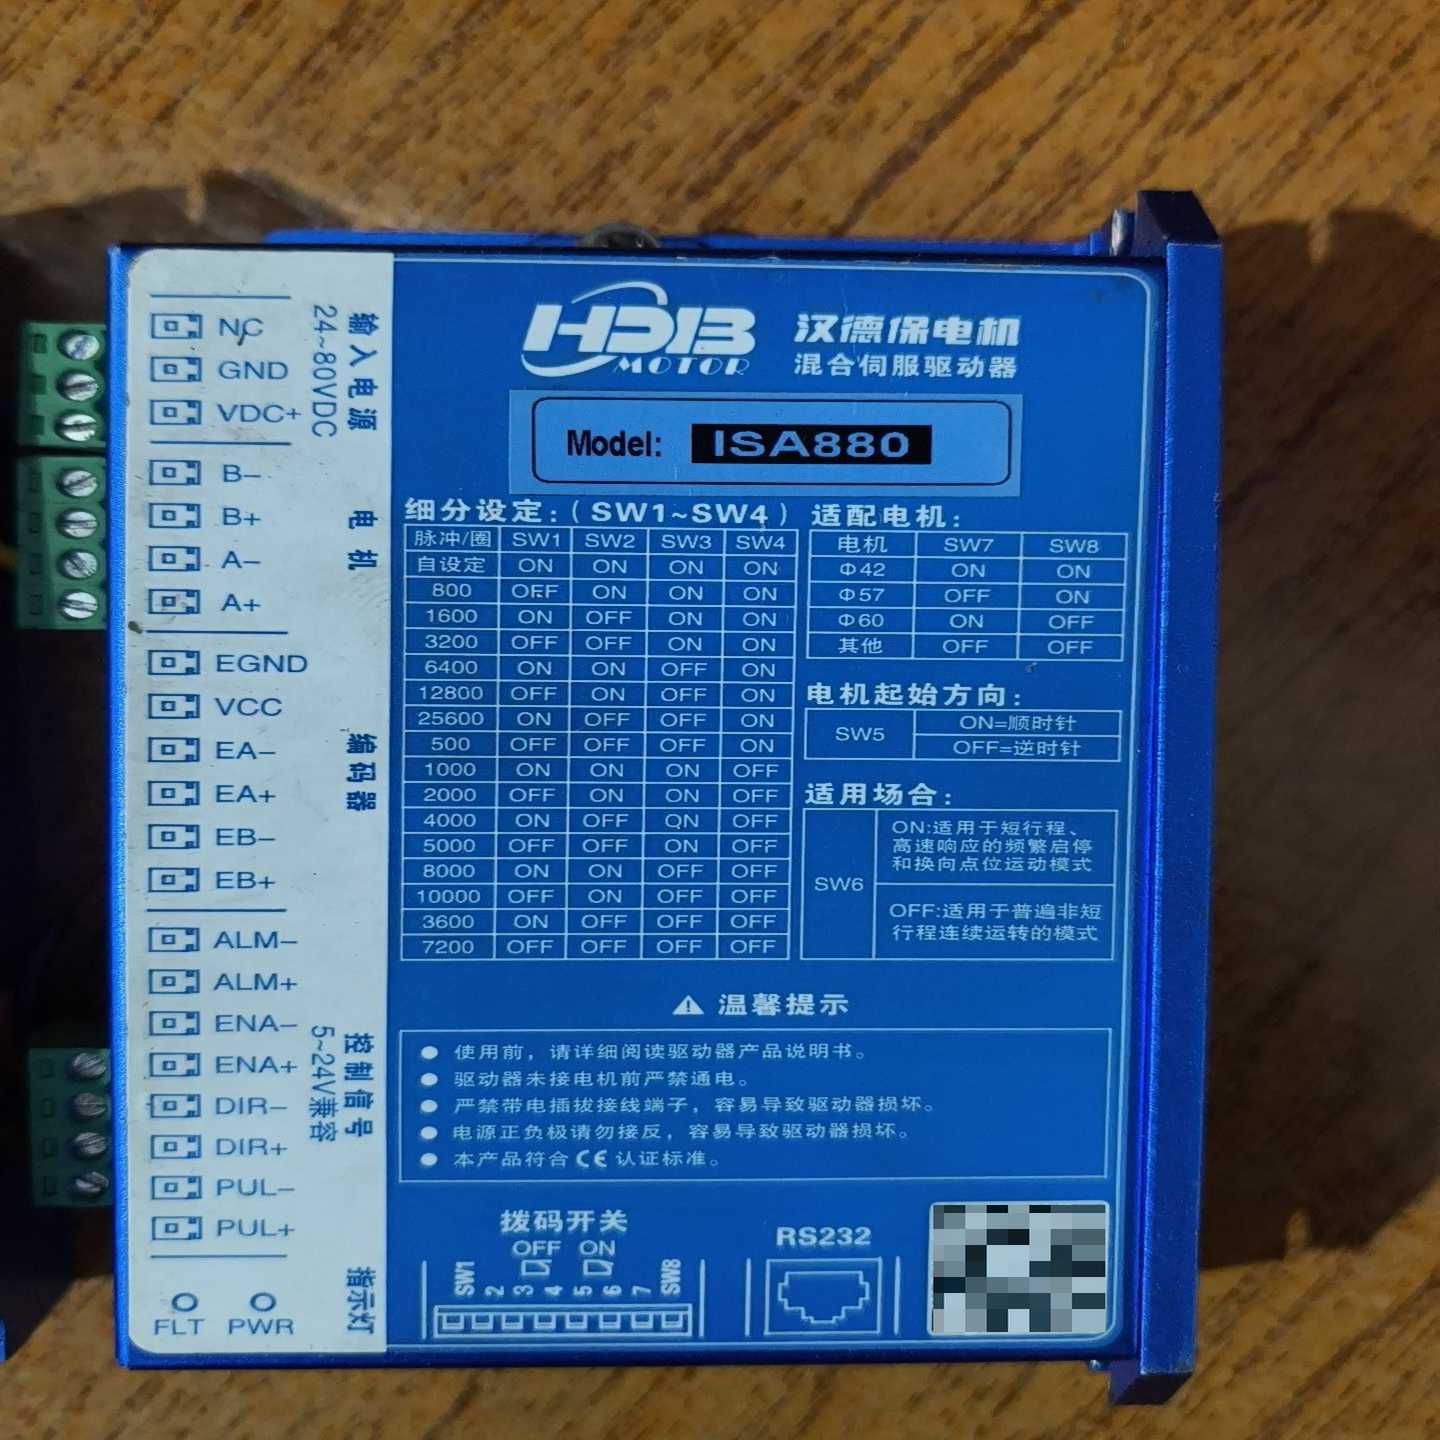 NC
GND
VDC+
输入电源
24~80VDC
B-
B+
A-
A+
电机
EGND
VCC
EA-
EA+
EB-
EB+
编码器
ALM-
ALM+
ENA-
ENA+
DIR-
DIR+
PUL-
PUL+
控制信号
5~24V兼容
FLT PWR
指示灯
HDB 汉德保电机
MOTOR 混合伺服驱动器
Model: ISA880
细分设定:(SW1~SW4)
脉冲/圈 SW1 SW2 SW3 SW4
自设定 ON ON ON ON
800 OFF ON ON ON
1600 ON OFF ON ON
3200 OFF OFF ON ON
6400 ON ON OFF ON
12800 OFF ON OFF ON
25600 ON OFF OFF ON
500 OFF OFF OFF ON
1000 ON ON ON OFF
2000 OFF ON ON OFF
4000 ON OFF ON OFF
5000 OFF OFF ON OFF
8000 ON ON OFF OFF
10000 OFF ON OFF OFF
3600 ON OFF OFF OFF
7200 OFF OFF OFF OFF
适配电机:
电机 SW7 SW8
Φ42 ON ON
Φ57 OFF ON
Φ60 ON OFF
其他 OFF OFF
电机起始方向:
SW5
ON=顺时针
OFF=逆时针
适用场合:
SW6
ON:适用于短行程、
高速响应的频繁启停
和换向点位运动模式
OFF:适用于普遍非短
行程连续运转的模式
温馨提示
● 使用前，请详细阅读驱动器产品说明书。
● 驱动器未接电机前严禁通电。
● 严禁带电插拔接线端子，容易导致驱动器损坏。
● 电源正负极请勿接反，容易导致驱动器损坏。
● 本产品符合CE认证标准。
拨码开关
OFF ON
SW1 2 3 4 5 6 7 SW8
RS232